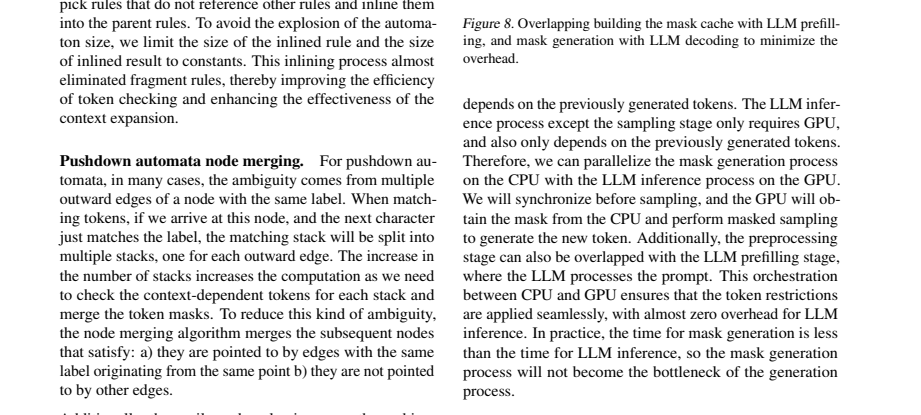 pick rules that do not reference other rules and inline them
into the parent rules. To avoid the explosion of the automa-
ton size, we limit the size of the inlined rule and the size
of inlined result to constants. This inlining process almost
eliminated fragment rules, thereby improving the efficiency
of token checking and enhancing the effectiveness of the
context expansion.
Pushdown automata node merging. For pushdown au-
tomata, in many cases, the ambiguity comes from multiple
outward edges of a node with the same label. When match-
ing tokens, if we arrive at this node, and the next character
just matches the label, the matching stack will be split into
multiple stacks, one for each outward edge. The increase in
the number of stacks increases the computation as we need
to check the context-dependent tokens for each stack and
merge the token masks. To reduce this kind of ambiguity,
the node merging algorithm merges the subsequent nodes
that satisfy: a) they are pointed to by edges with the same
label originating from the same point b) they are not pointed
to by other edges.
Figure 8. Overlapping building the mask cache with LLM prefill-
ing, and mask generation with LLM decoding to minimize the
overhead.
depends on the previously generated tokens. The LLM infer-
ence process except the sampling stage only requires GPU,
and also only depends on the previously generated tokens.
Therefore, we can parallelize the mask generation process
on the CPU with the LLM inference process on the GPU.
We will synchronize before sampling, and the GPU will ob-
tain the mask from the CPU and perform masked sampling
to generate the new token. Additionally, the preprocessing
stage can also be overlapped with the LLM prefilling stage,
where the LLM processes the prompt. This orchestration
between CPU and GPU ensures that the token restrictions
are applied seamlessly, with almost zero overhead for LLM
inference. In practice, the time for mask generation is less
than the time for LLM inference, so the mask generation
process will not become the bottleneck of the generation
process.